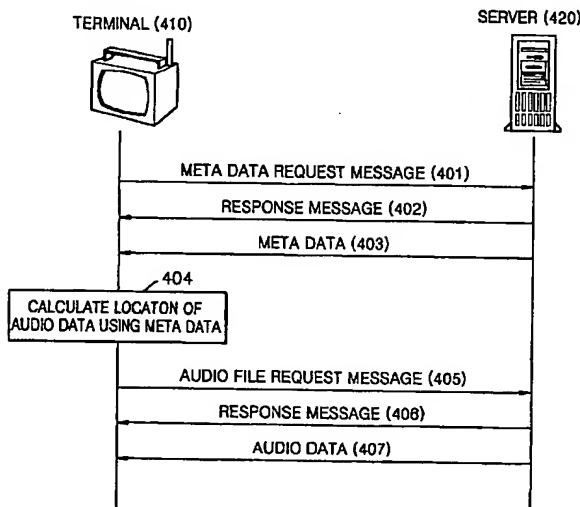 TERMINAL (410)
SERVER (420)
META DATA REQUEST MESSAGE (401)
RESPONSE MESSAGE (402)
META DATA (403)
404
CALCULATE LOCATON OF
AUDIO DATA USING META DATA
AUDIO FILE REQUEST MESSAGE (405)
RESPONSE MESSAGE (406)
AUDIO DATA (407)